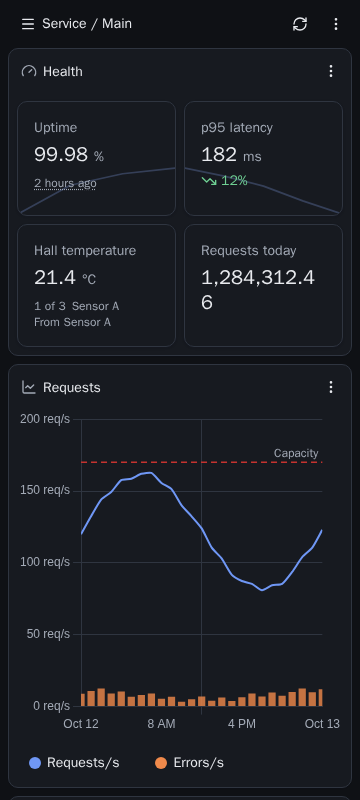 Service / Main
Health
Uptime
99.98 %
2 hours ago
p95 latency
182 ms
12%
Hall temperature
21.4 °C
1 of 3 Sensor A
From Sensor A
Requests today
1,284,312.4
6
Requests
200 req/s
Capacity
150 req/s
100 req/s
50 req/s
0 req/s
Oct 12
8 AM
4 PM
Oct 13
Requests/s
Errors/s